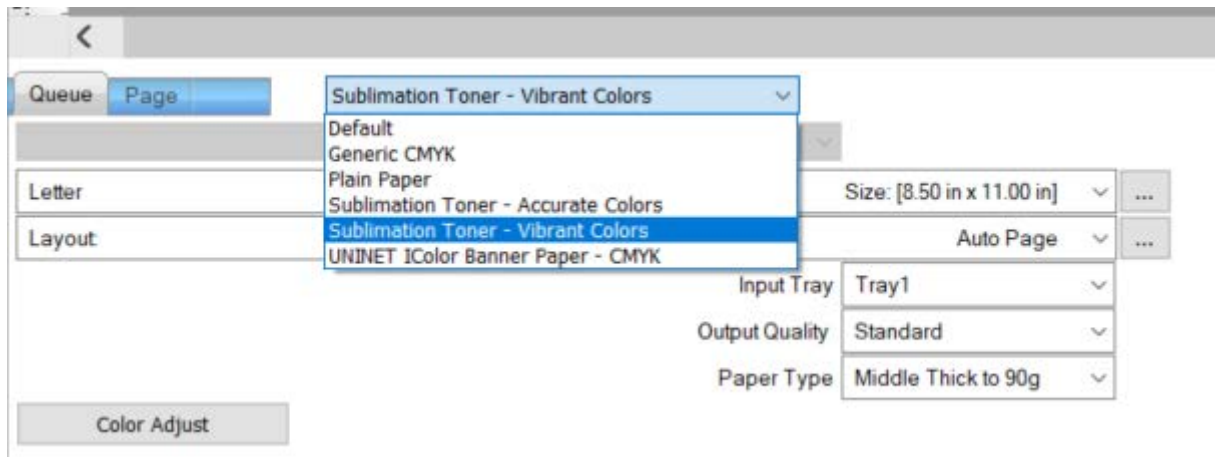 Queue Page Sublimation Toner - Vibrant Colors
Default
Generic CMYK
Plain Paper
Letter Size: [8.50 in x 11.00 in] ...
Sublimation Toner - Accurate Colors
Sublimation Toner - Vibrant Colors
Layout: Auto Page ...
UNINET IColor Banner Paper - CMYK
Input Tray Tray1
Output Quality Standard
Paper Type Middle Thick to 90g
Color Adjust